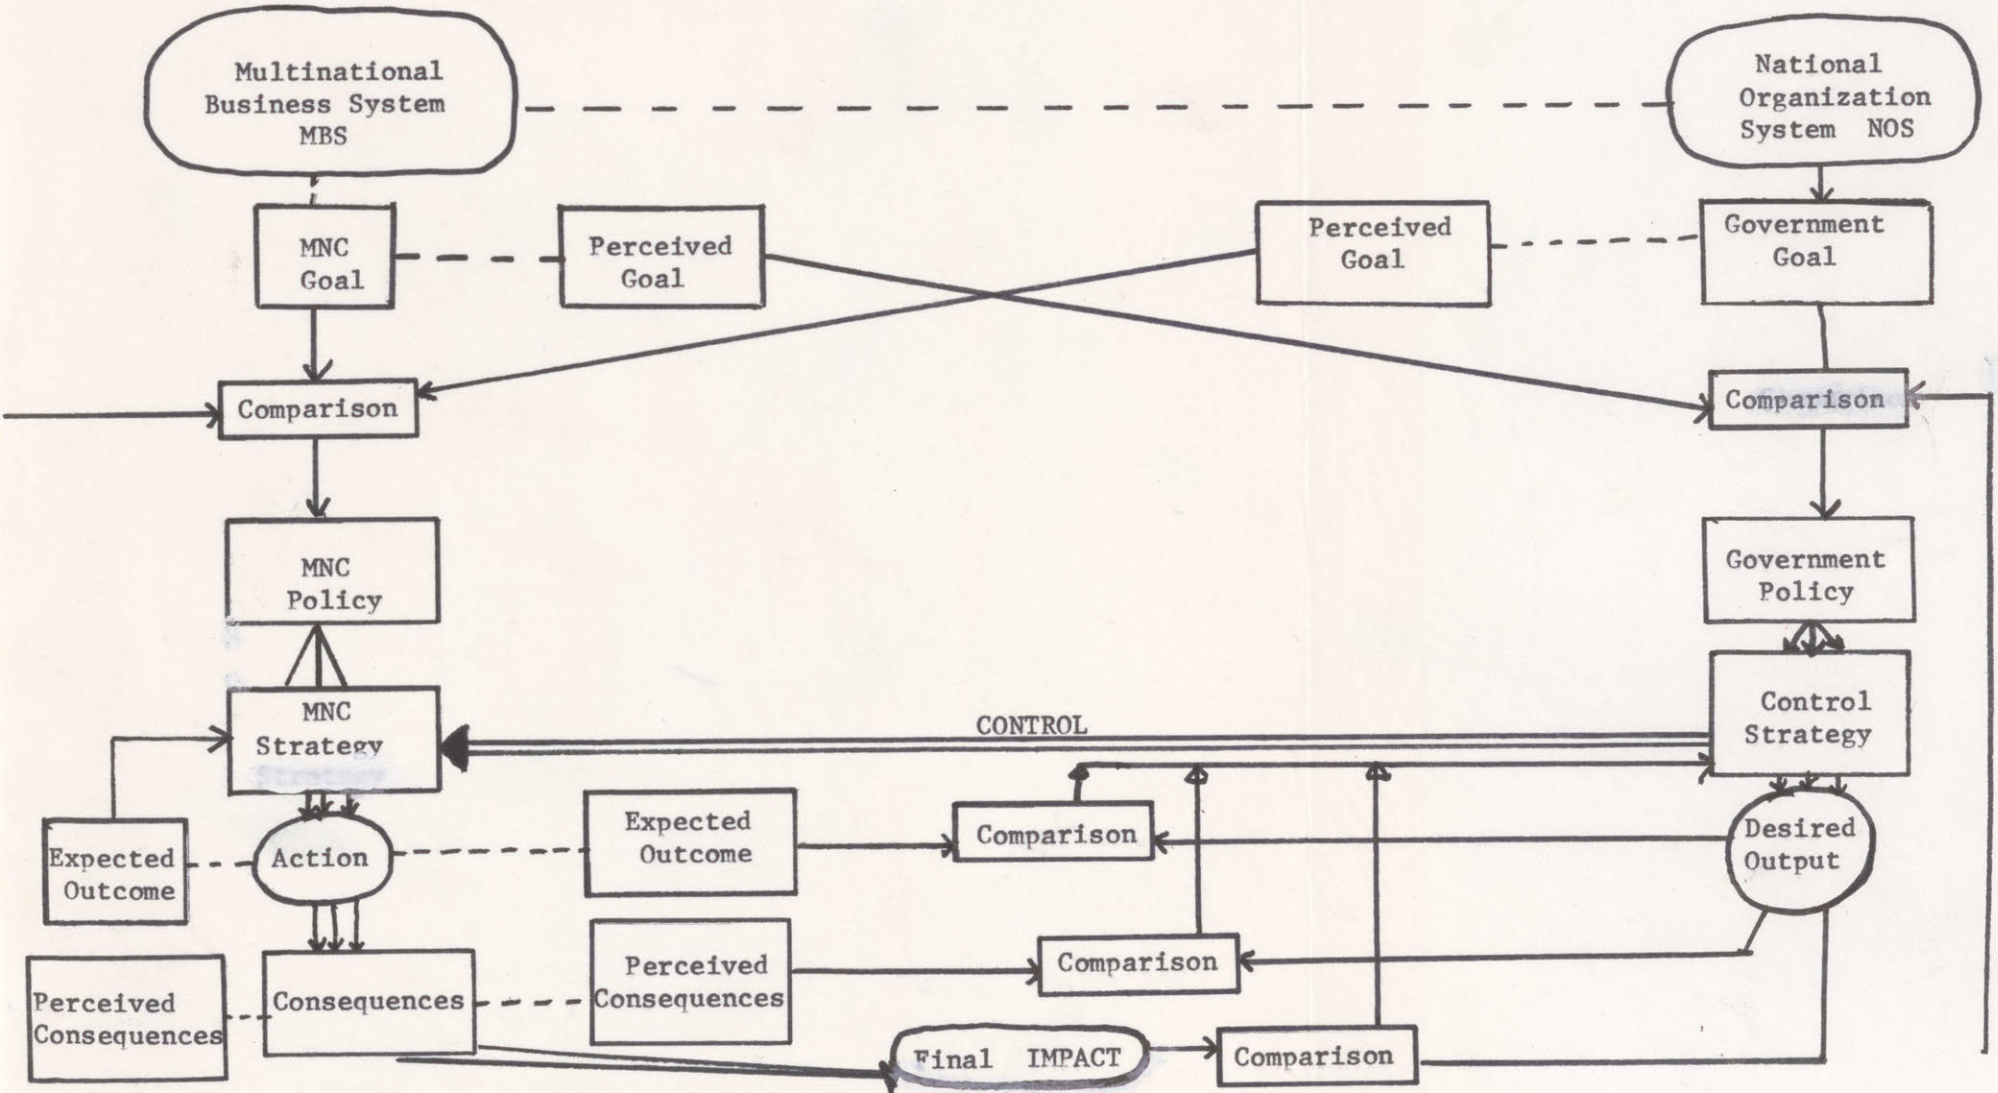 Multinational
Business System
MBS
National
Organization
System NOS
MNC
Goal
Perceived
Goal
Perceived
Goal
Government
Goal
Comparison
Comparison
MNC
Policy
Government
Policy
MNC
Strategy
CONTROL
Control
Strategy
Expected
Outcome
Action
Expected
Outcome
Comparison
Desired
Output
Perceived
Consequences
Consequences
Perceived
Consequences
Comparison
Final IMPACT
Comparison